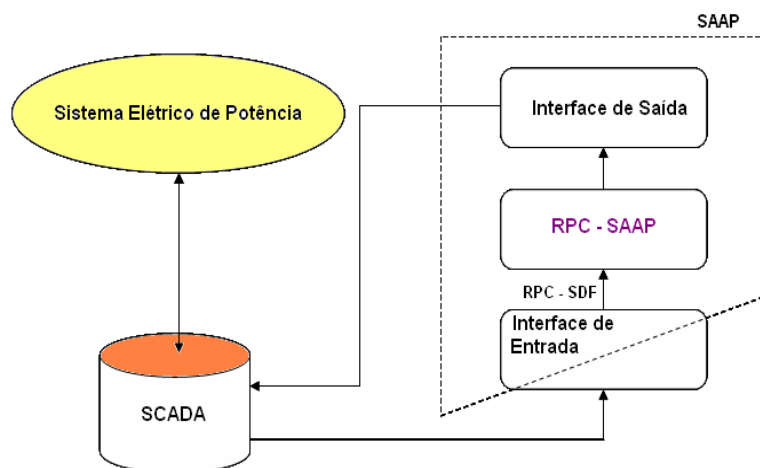 SAAP
Sistema Elétrico de Potência
Interface de Saída
RPC - SAAP
RPC - SDF
Interface de
Entrada
SCADA